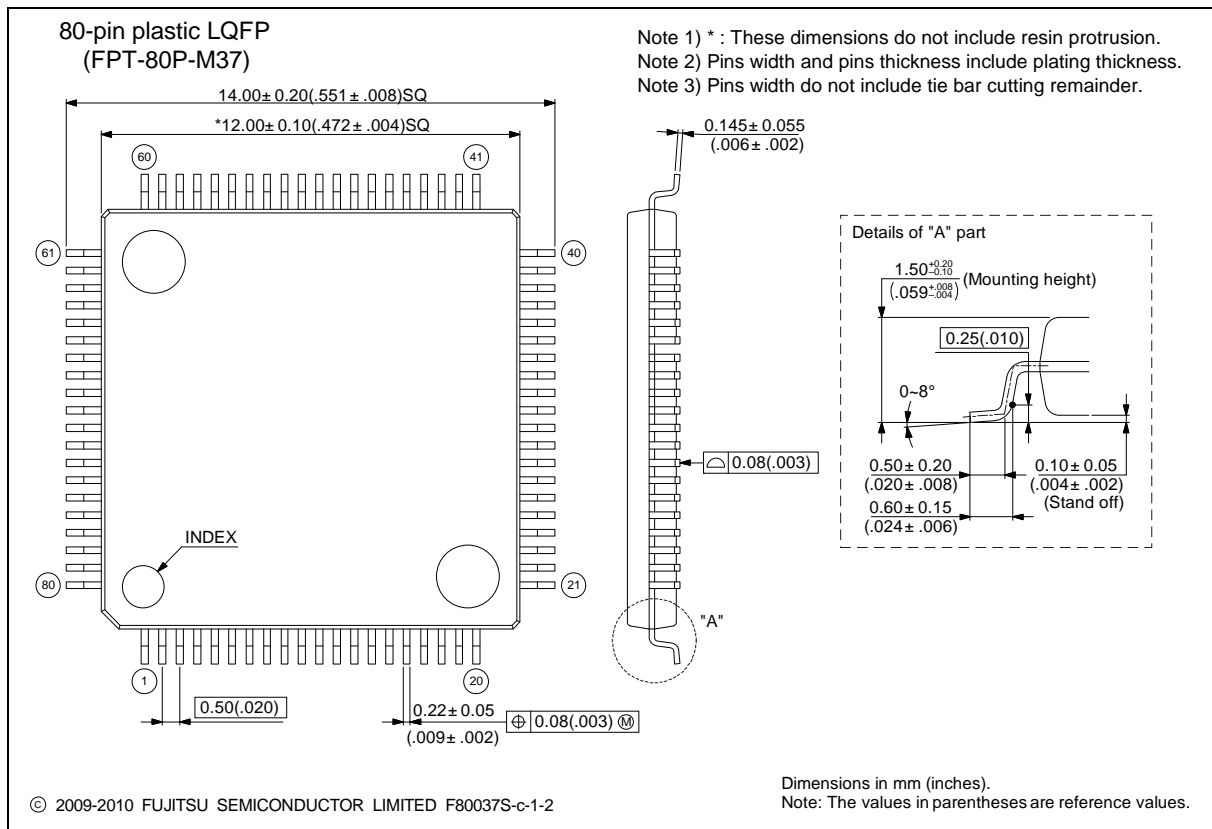 80-pin plastic LQFP
(FPT-80P-M37)
Note 1) * : These dimensions do not include resin protrusion.
Note 2) Pins width and pins thickness include plating thickness.
Note 3) Pins width do not include tie bar cutting remainder.
14.00± 0.20(.551± .008)SQ
*12.00± 0.10(.472± .004)SQ
60
41
61
40
INDEX
80
21
1
20
0.50(.020)
0.22± 0.05
(.009± .002)
⌖ 0.08(.003) Ⓜ
0.145± 0.055
(.006± .002)
⌓ 0.08(.003)
"A"
Details of "A" part
1.50 +0.20 –0.10
(.059 +.008 –.004)
(Mounting height)
0.25(.010)
0~8°
0.50± 0.20
(.020± .008)
0.60± 0.15
(.024± .006)
0.10± 0.05
(.004± .002)
(Stand off)
© 2009-2010 FUJITSU SEMICONDUCTOR LIMITED F80037S-c-1-2
Dimensions in mm (inches).
Note: The values in parentheses are reference values.